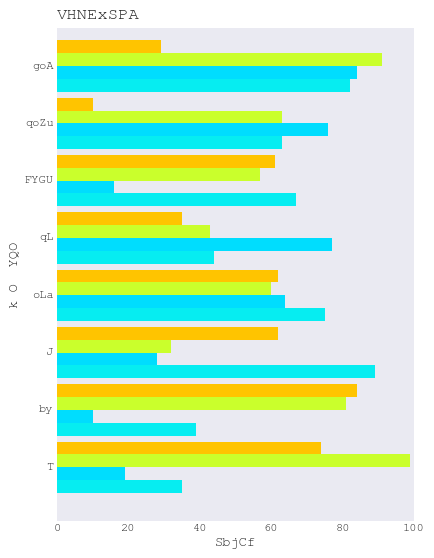 VHNExSPA
goA
qoZu
FYGU
qL
oLa
J
by
T
k O  YQO
0 20 40 60 80 100
SbjCf